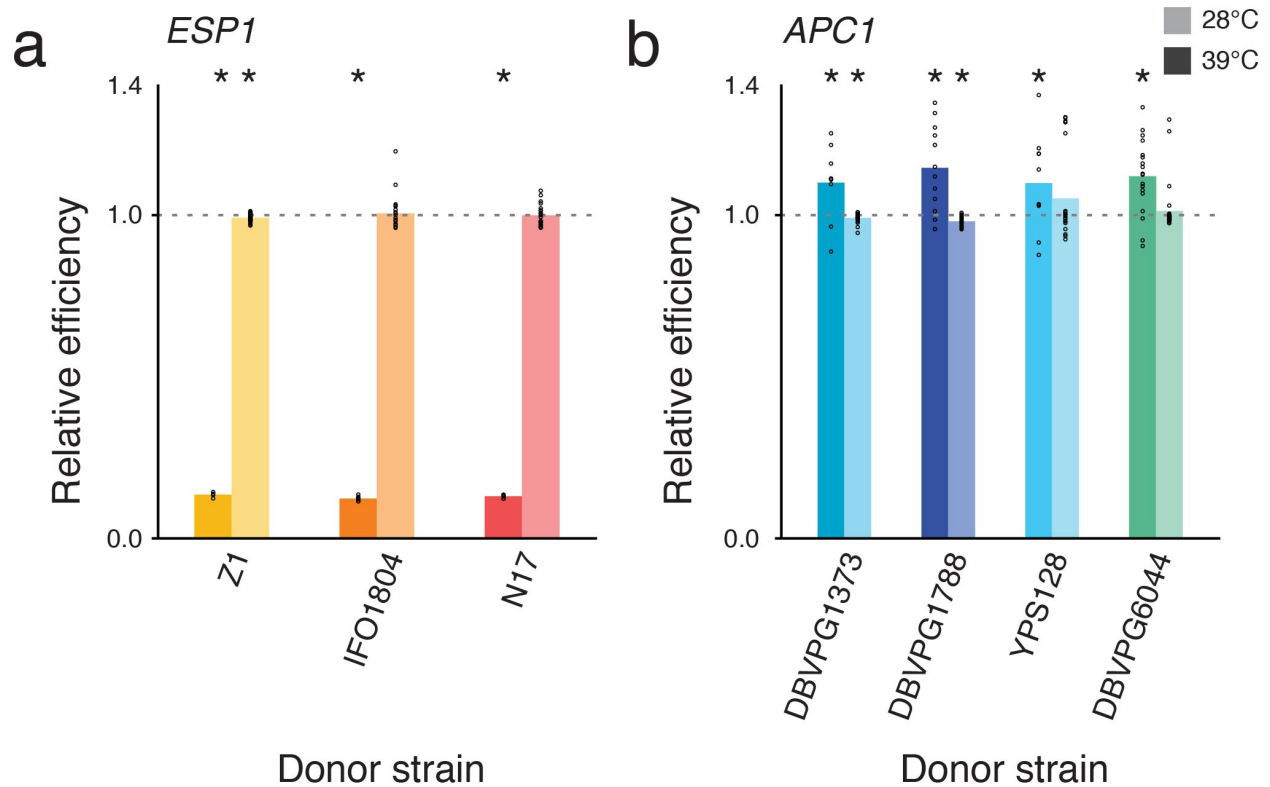 a
ESP1
* * * *
1.4
1.0
0.0
Relative efficiency
Z1
IFO1804
N17
Donor strain
b
APC1
28°C
39°C
* * * * * *
1.4
1.0
0.0
Relative efficiency
DBVPG1373
DBVPG1788
YPS128
DBVPG6044
Donor strain